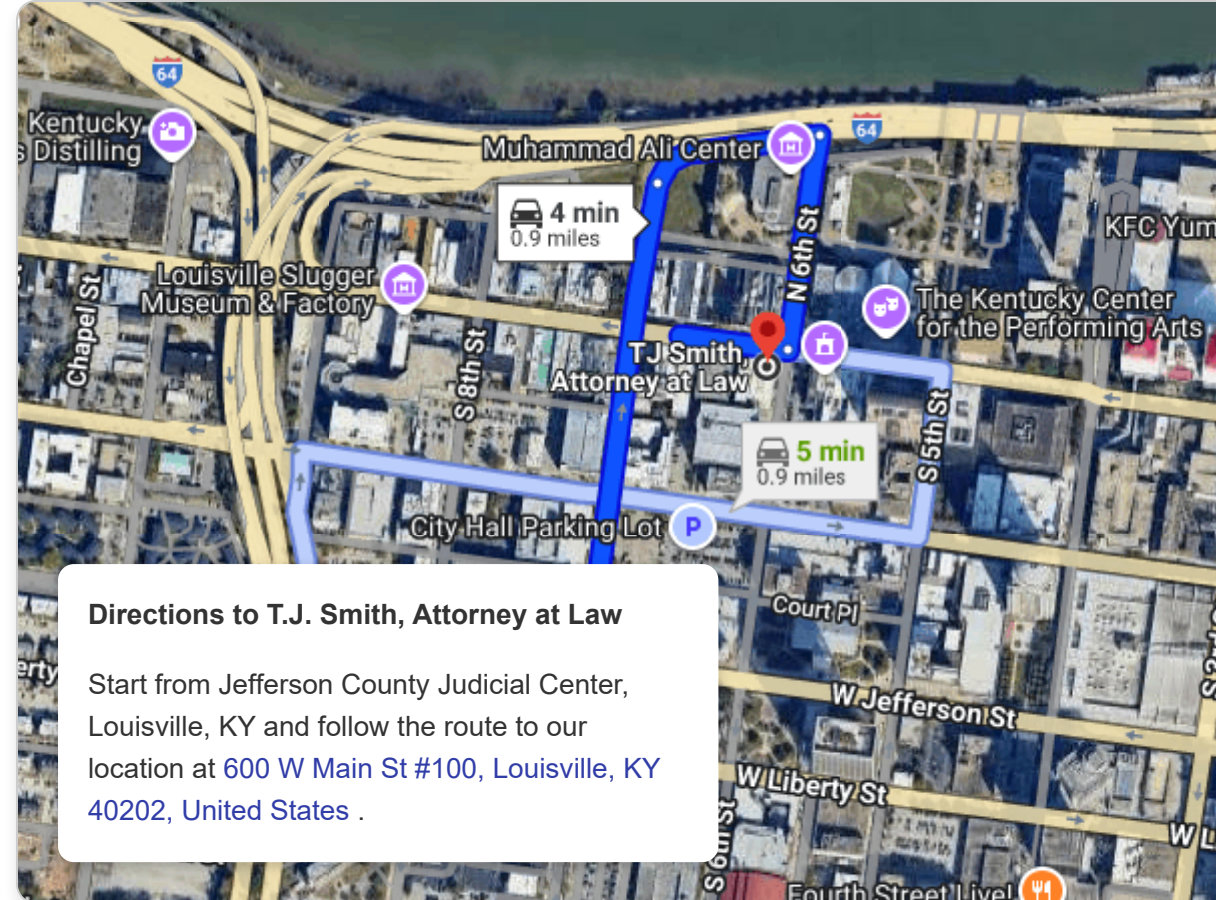 64
Kentucky
s Distilling
Muhammad Ali Center
64
4 min
0.9 miles
N 6th St
KFC Yum
Louisville Slugger
Museum & Factory
Chapel St
The Kentucky Center
for the Performing Arts
S 8th St
TJ Smith,
Attorney at Law
S 5th St
5 min
0.9 miles
City Hall Parking Lot
P
Court Pl
erty
Directions to T.J. Smith, Attorney at Law
Start from Jefferson County Judicial Center,
Louisville, KY and follow the route to our
location at 600 W Main St #100, Louisville, KY
40202, United States .
W Jefferson St
W Liberty St
S 6th St
W L
Fourth Street Live!